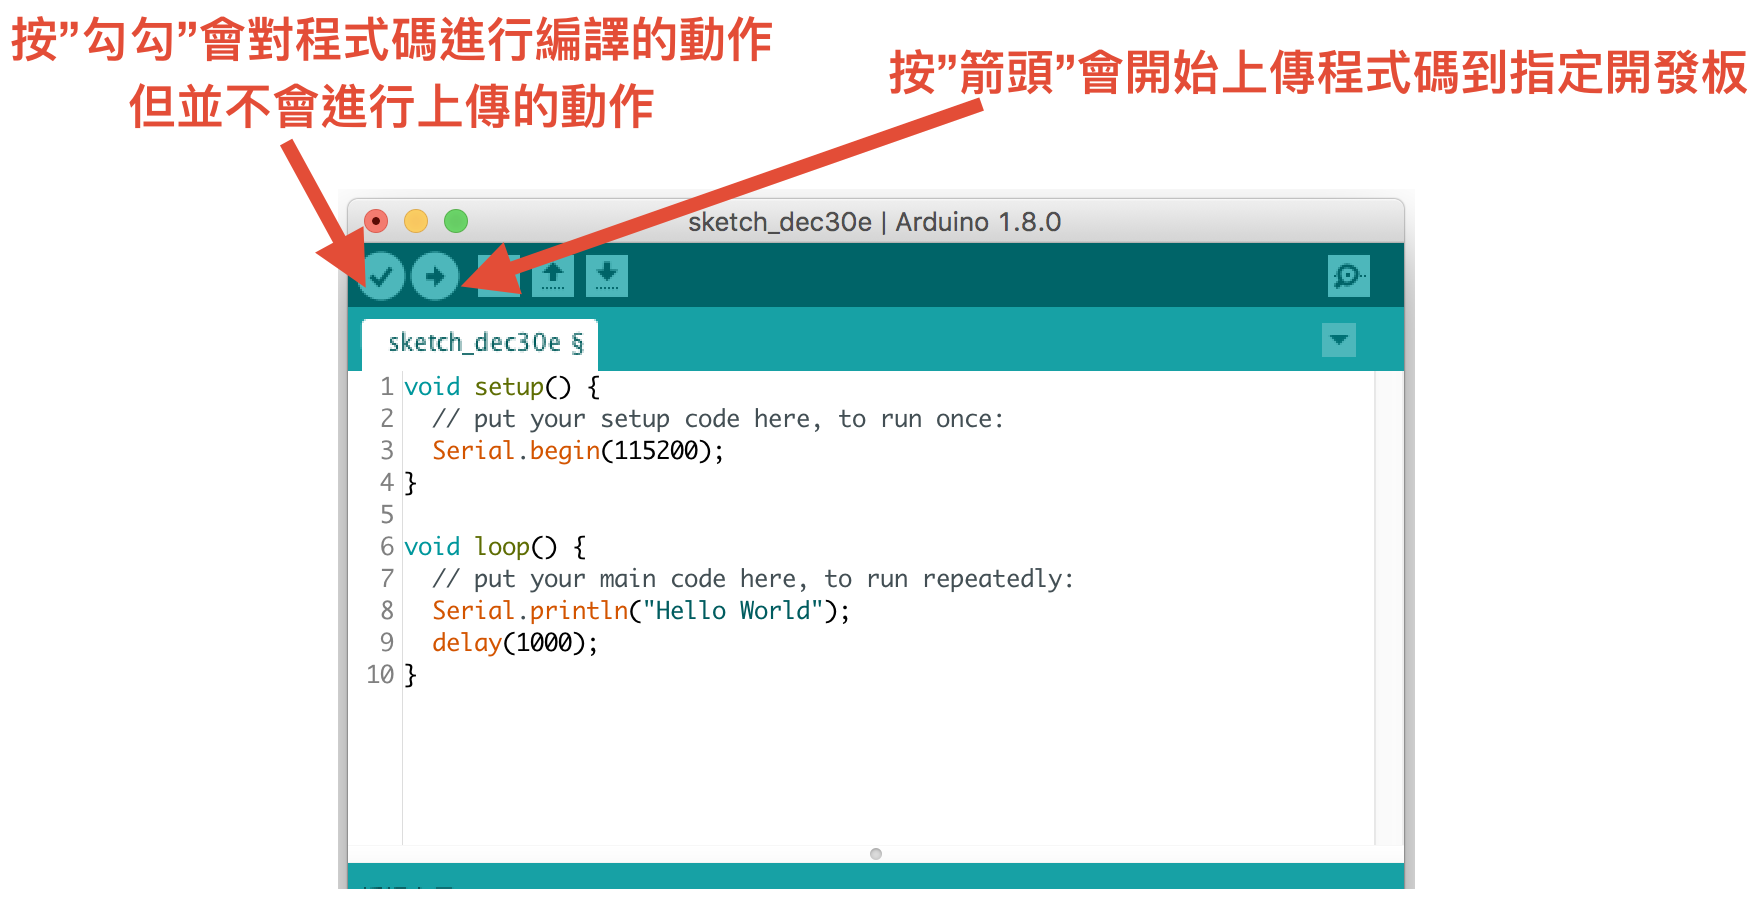 按”勾勾”會對程式碼進行編譯的動作
但並不會進行上傳的動作
按”箭頭”會開始上傳程式碼到指定開發板
sketch_dec30e | Arduino 1.8.0
sketch_dec30e §
1 void setup() {
2   // put your setup code here, to run once:
3   Serial.begin(115200);
4 }
5
6 void loop() {
7   // put your main code here, to run repeatedly:
8   Serial.println("Hello World");
9   delay(1000);
10 }